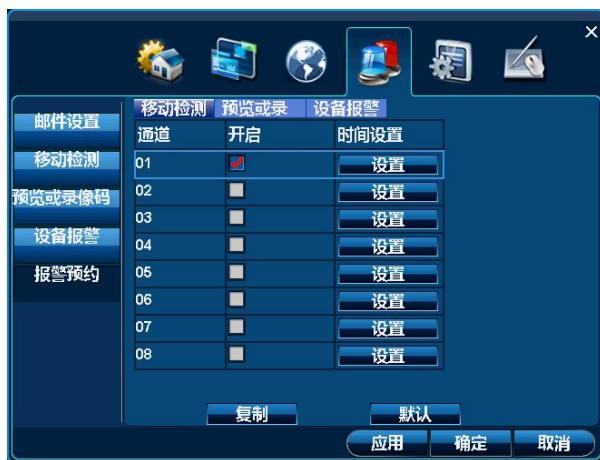 移动检测 预览或录 设备报警
邮件设置
移动检测
预览或录像码
设备报警
报警预约
通道 开启 时间设置
01 设置
02 设置
03 设置
04 设置
05 设置
06 设置
07 设置
08 设置
复制 默认
应用 确定 取消